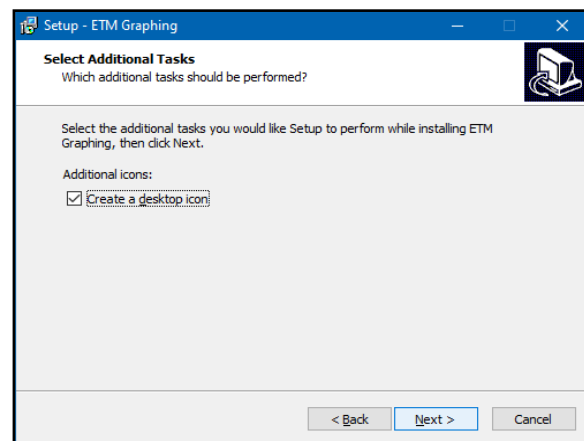 Setup - ETM Graphing
Select Additional Tasks
Which additional tasks should be performed?
Select the additional tasks you would like Setup to perform while installing ETM
Graphing, then click Next.
Additional icons:
Create a desktop icon
< Back
Next >
Cancel